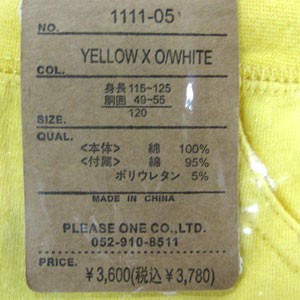 NO. 1111-05
COL. YELLOW X O/WHITE
身長 115~125
胴囲 49~55
SIZE. 120
QUAL.
<本体> 綿 100%
<付属> 綿 95%
ポリウレタン 5%
MADE IN CHINA
PLEASE ONE CO.,LTD.
052-910-8511
PRICE.
¥3,600(税込¥3,780)